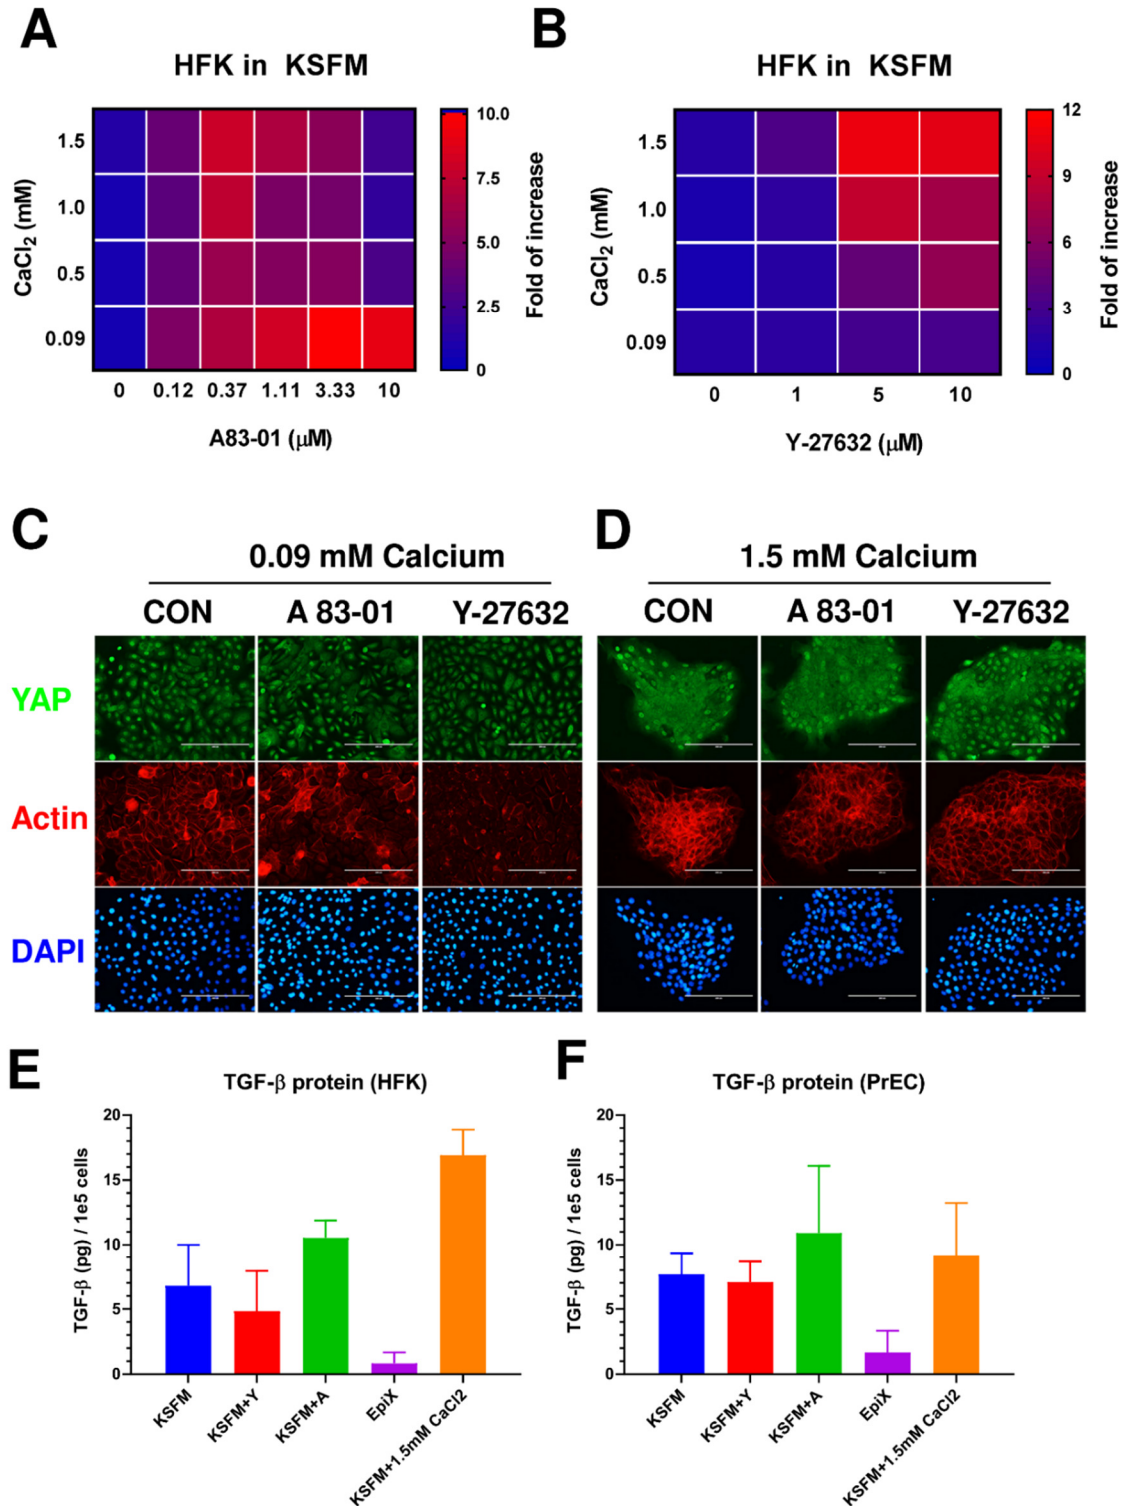 A
HFK in KSFM
CaCl2 (mM)
1.5
1.0
0.5
0.09
0 0.12 0.37 1.11 3.33 10
A83-01 (μM)
10.0
7.5
5.0
2.5
0
Fold of increase
B
HFK in KSFM
CaCl2 (mM)
1.5
1.0
0.5
0.09
0 1 5 10
Y-27632 (μM)
12
9
6
3
0
Fold of increase
C
0.09 mM Calcium
CON A 83-01 Y-27632
D
1.5 mM Calcium
CON A 83-01 Y-27632
YAP
Actin
DAPI
E
TGF-β protein (HFK)
TGF-β (pg) / 1e5 cells
20
15
10
5
0
KSFM
KSFM+Y
KSFM+A
EpiX
KSFM+1.5mM CaCl2
F
TGF-β protein (PrEC)
TGF-β (pg) / 1e5 cells
20
15
10
5
0
KSFM
KSFM+Y
KSFM+A
EpiX
KSFM+1.5mM CaCl2